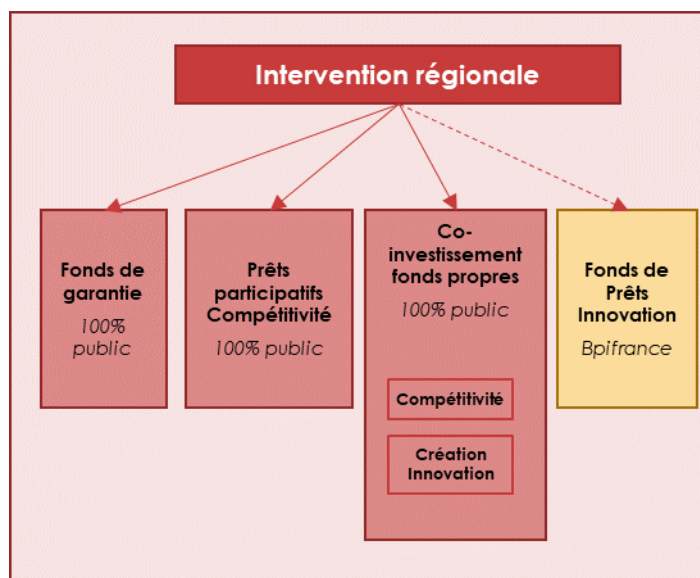 Intervention régionale
Fonds de
garantie
100%
public
Prêts
participatifs
Compétitivité
100% public
Co-
investissement
fonds propres
100% public
Compétitivité
Création
Innovation
Fonds de
Prêts
Innovation
Bpifrance